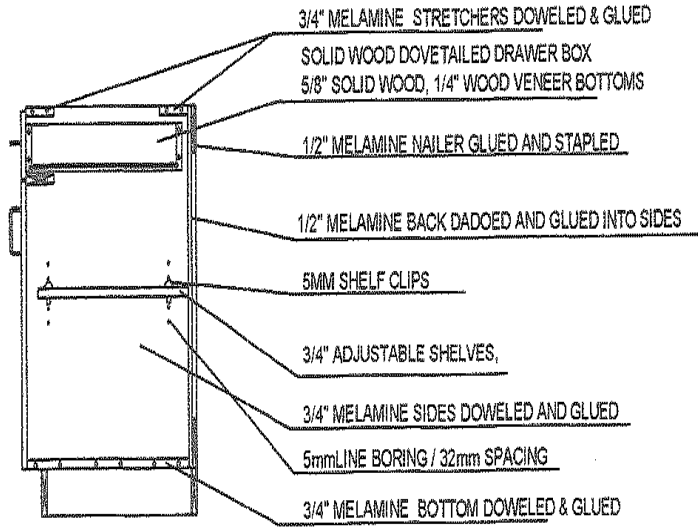 3/4" MELAMINE STRETCHERS DOWELED & GLUED
SOLID WOOD DOVETAILED DRAWER BOX
5/8" SOLID WOOD, 1/4" WOOD VENEER BOTTOMS
1/2" MELAMINE NAILER GLUED AND STAPLED
1/2" MELAMINE BACK DADOED AND GLUED INTO SIDES
5MM SHELF CLIPS
3/4" ADJUSTABLE SHELVES,
3/4" MELAMINE SIDES DOWELED AND GLUED
5mmLINE BORING / 32mm SPACING
3/4" MELAMINE BOTTOM DOWELED & GLUED